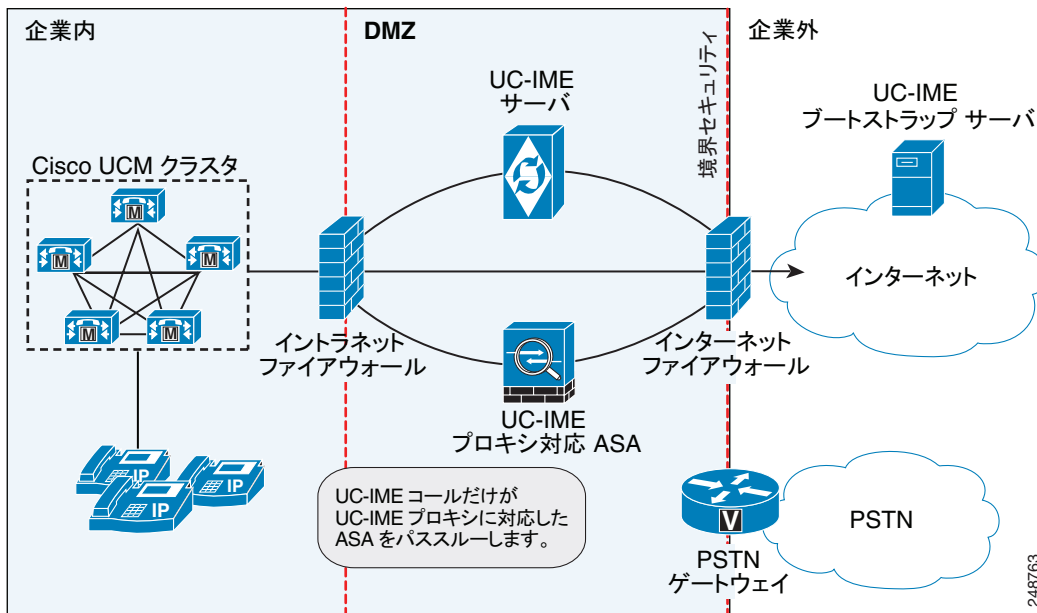 企業内
DMZ
企業外
境界セキュリティ
UC-IME
サーバ
UC-IME
ブートストラップ サーバ
Cisco UCM クラスタ
M
M
M
M
M
インターネット
イントラネット
ファイアウォール
インターネット
ファイアウォール
UC-IME
プロキシ対応 ASA
IP
IP
IP
UC-IME コールだけが
UC-IME プロキシに対応した
ASA をパススルーします。
V
PSTN
PSTN
ゲートウェイ
248763